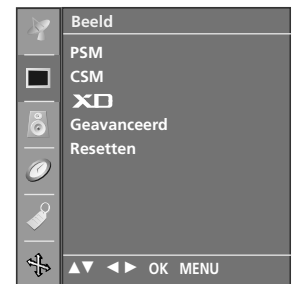 Beeld
PSM
CSM
XD
Geavanceerd
Resetten
▲▼ ◄► OK MENU